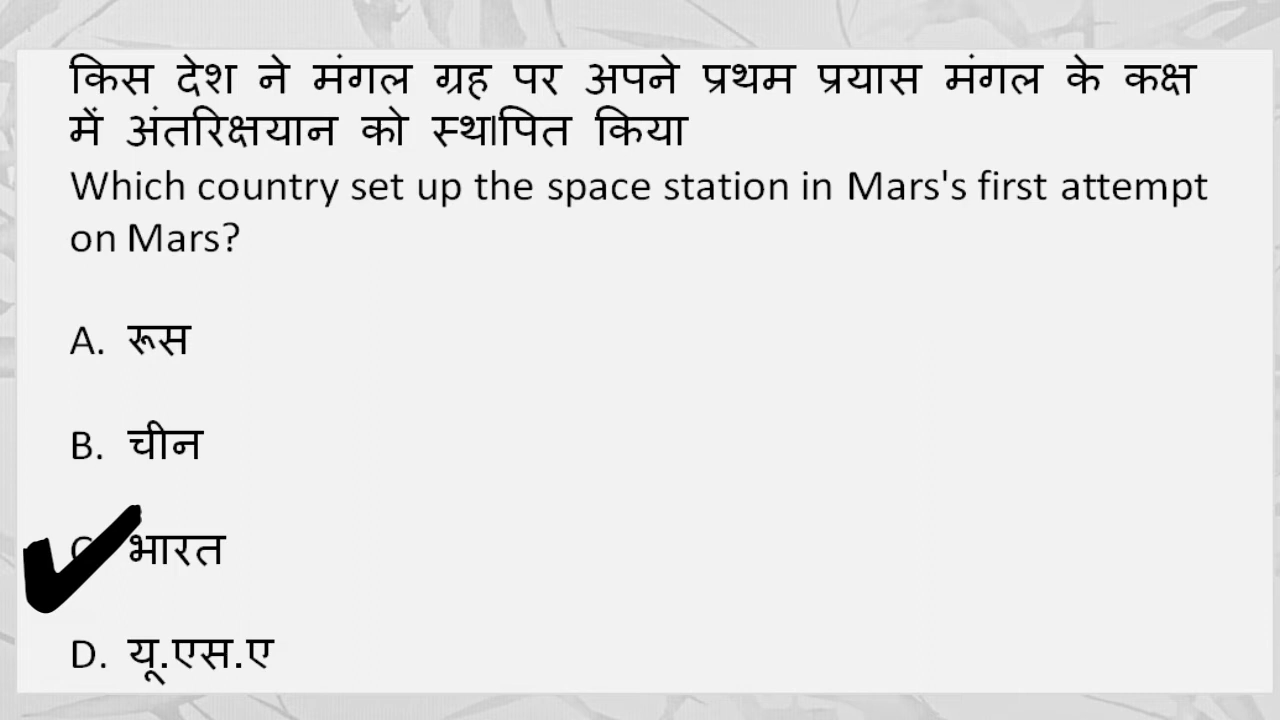 किस देश ने मंगल ग्रह पर अपने प्रथम प्रयास मंगल के कक्ष
में अंतरिक्षयान को स्थापित किया
Which country set up the space station in Mars's first attempt
on Mars?
A. रूस
B. चीन
C. भारत
D. यू.एस.ए